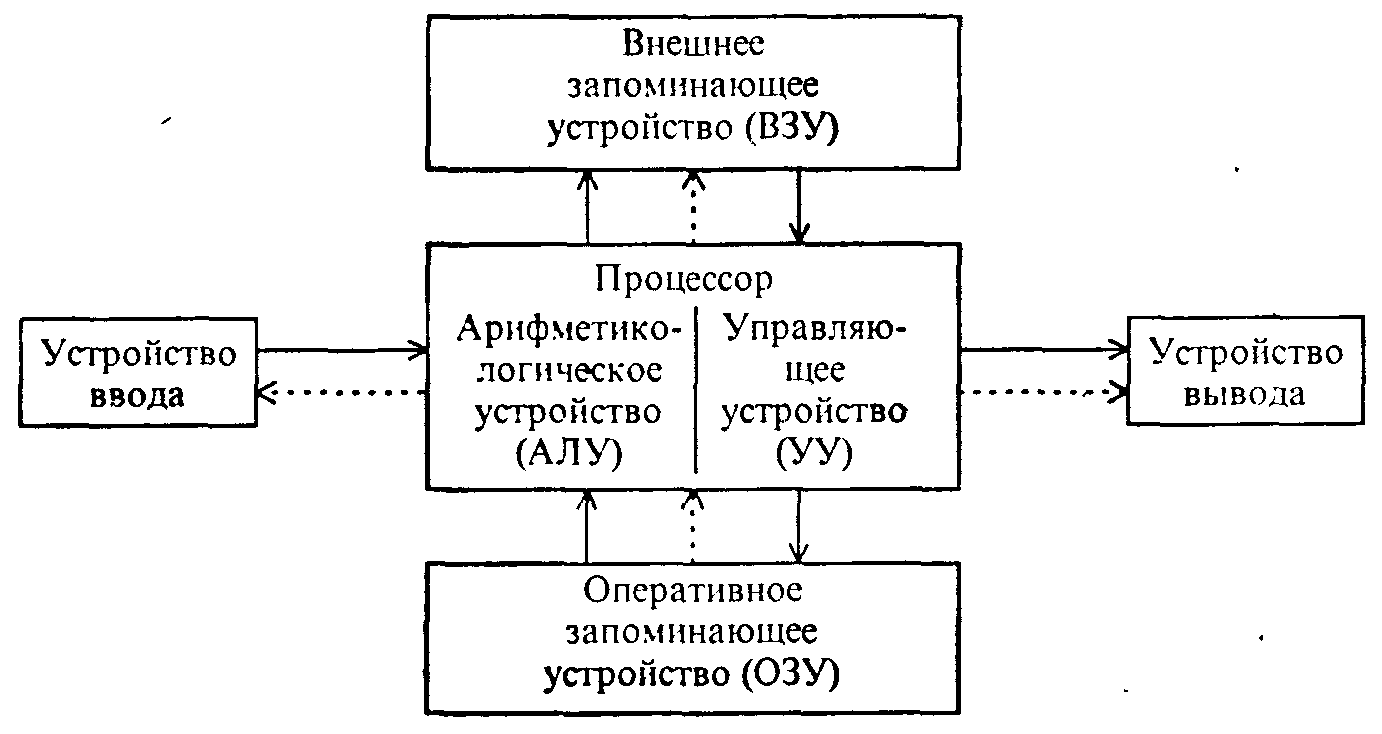 Внешнее
запоминающее
устройство (ВЗУ)
Процессор
Арифметико-
логическое
устройство
(АЛУ)
Управляю-
щее
устройство
(УУ)
Устройство
ввода
Устройство
вывода
Оперативное
запоминающее
устройство (ОЗУ)